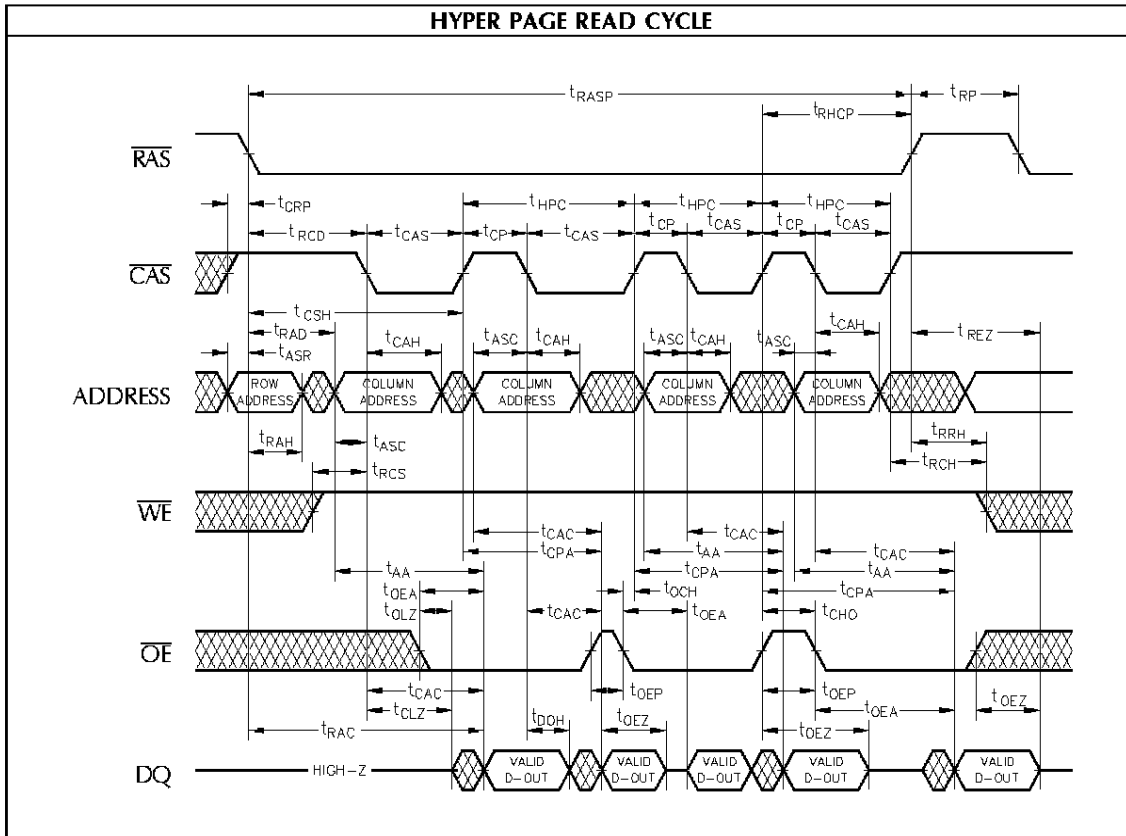 HYPER PAGE READ CYCLE
tRASP
tRP
tRHCP
RAS
tCRP
tHPC
tHPC
tHPC
tRCD
tCAS
tCP
tCAS
tCP
tCAS
tCP
tCAS
CAS
tCSH
tRAD
tASR
tCAH
tASC
tCAH
tASC
tCAH
tASC
tCAH
tREZ
ADDRESS
ROW ADDRESS
COLUMN ADDRESS
COLUMN ADDRESS
COLUMN ADDRESS
COLUMN ADDRESS
tRAH
tASC
tRCS
tRRH
tRCH
WE
tCAC
tCAC
tCPA
tAA
tCAC
tAA
tCPA
tAA
tOEA
tOCH
tCPA
tOLZ
tCAC
tOEA
tCHO
OE
tCAC
tOEP
tOEP
tCLZ
tOEA
tOEZ
tRAC
tDOH
tOEZ
tOEZ
DQ
HIGH-Z
VALID D-OUT
VALID D-OUT
VALID D-OUT
VALID D-OUT
VALID D-OUT